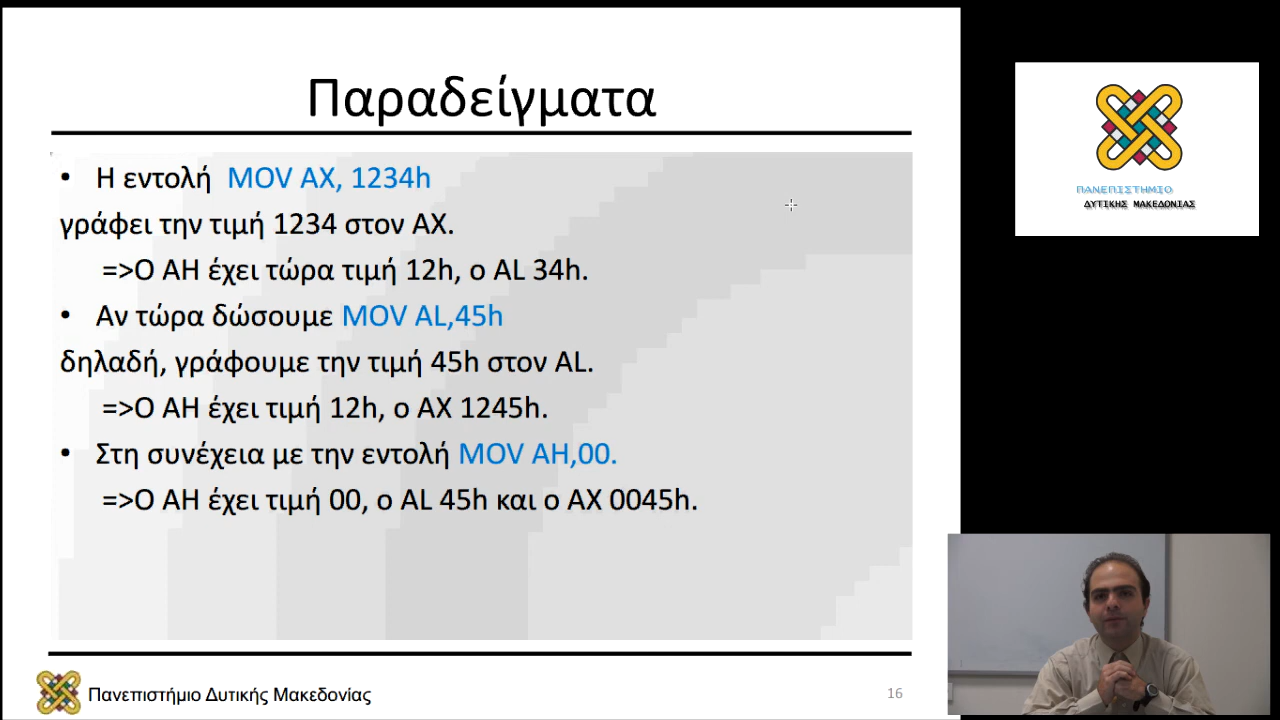 Παραδείγματα
• Η εντολή MOV AX, 1234h
γράφει την τιμή 1234 στον AX.
=>Ο AH έχει τώρα τιμή 12h, ο AL 34h.
• Αν τώρα δώσουμε MOV AL,45h
δηλαδή, γράφουμε την τιμή 45h στον AL.
=>Ο AH έχει τιμή 12h, ο AX 1245h.
• Στη συνέχεια με την εντολή MOV AH,00.
=>Ο AH έχει τιμή 00, ο AL 45h και ο AX 0045h.
Πανεπιστήμιο Δυτικής Μακεδονίας
16
ΠΑΝΕΠΙΣΤΗΜΙΟ
ΔΥΤΙΚΗΣ ΜΑΚΕΔΟΝΙΑΣ